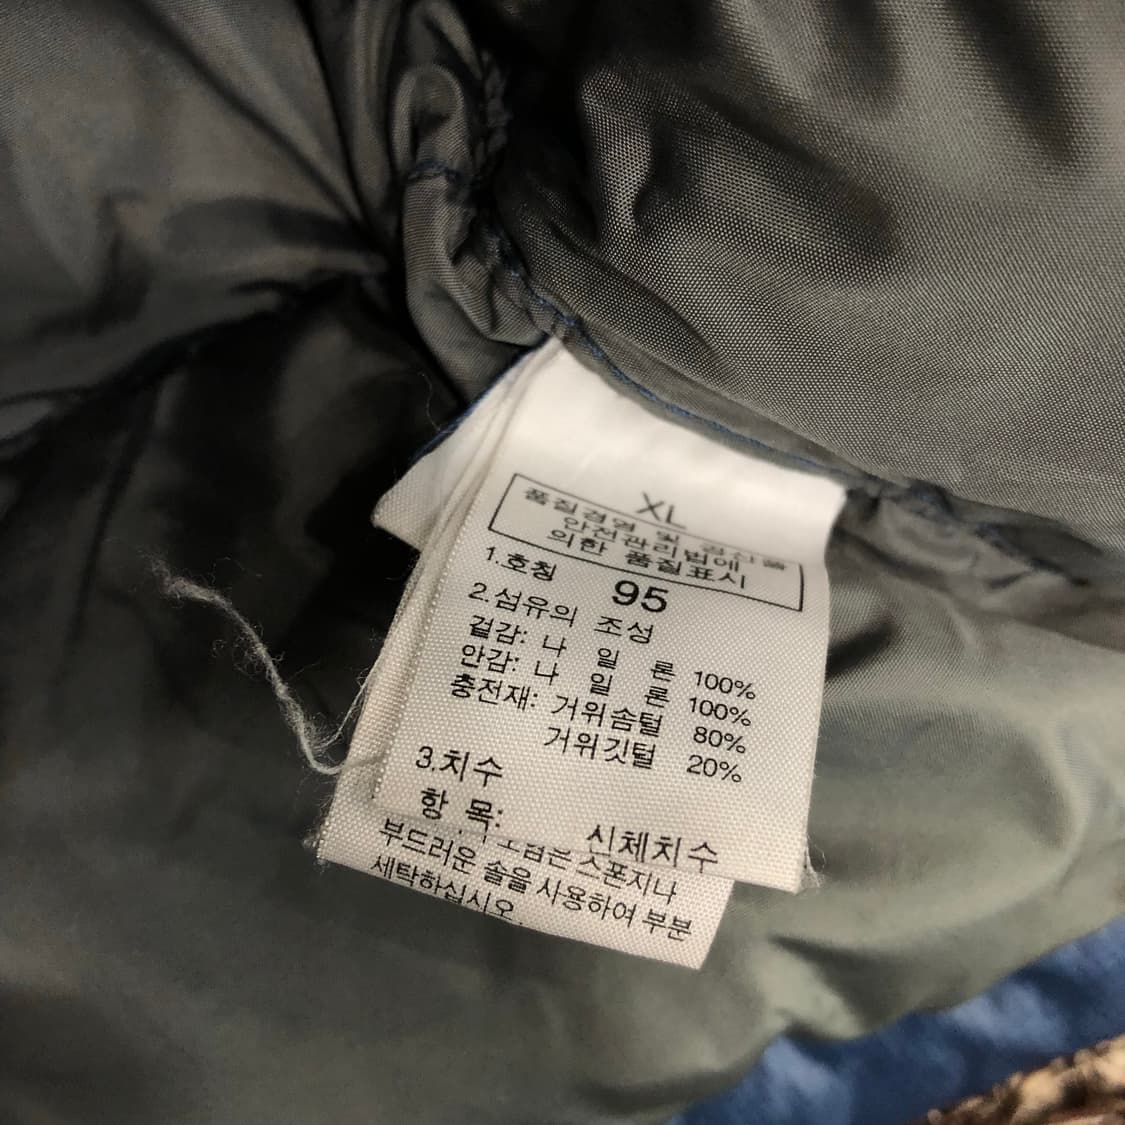 XL
품질경영 및 공산품
안전관리법에
의한 품질표시
1.호칭 95
2.섬유의 조성
겉감: 나 일 론 100%
안감: 나 일 론 100%
충전재: 거위솜털 80%
거위깃털 20%
3.치수
항 목: 신체치수
스폰지나
부드러운 솔을 사용하여 부분
세탁하십시오.